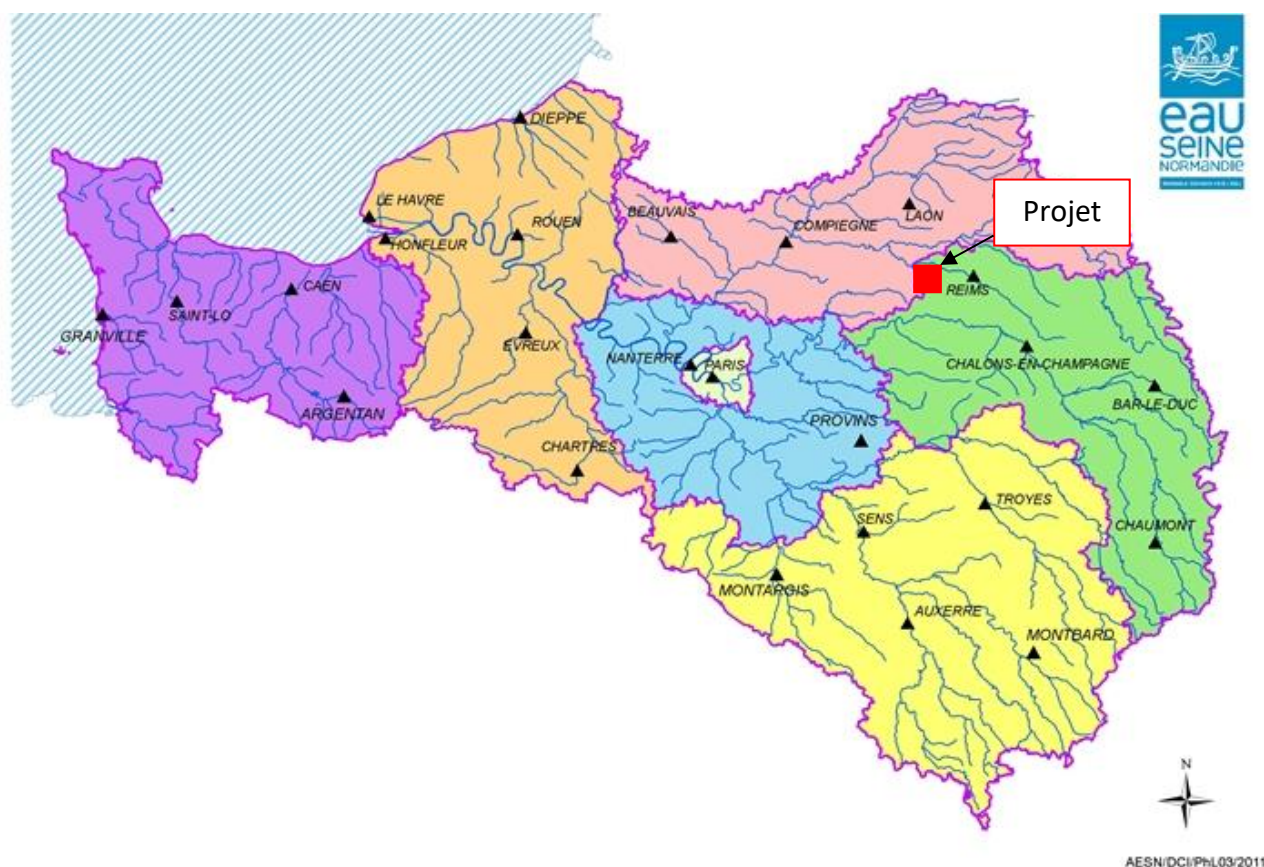 eau
SEINE
NORMANDIE
DIEPPE
LE HAVRE
ROUEN
HONFLEUR
BEAUVAIS
COMPIEGNE
LAON
Projet
REIMS
CAEN
SAINT-LO
GRANVILLE
EVREUX
NANTERRE
PARIS
CHALONS-EN-CHAMPAGNE
BAR-LE-DUC
ARGENTAN
PROVINS
CHARTRES
TROYES
SENS
CHAUMONT
MONTARGIS
AUXERRE
MONTBARD
N
AESN/DCI/PhL03/2011